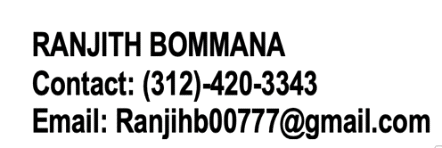 RANJITH BOMMANA
Contact: (312)-420-3343
Email: Ranjihb00777@gmail.com